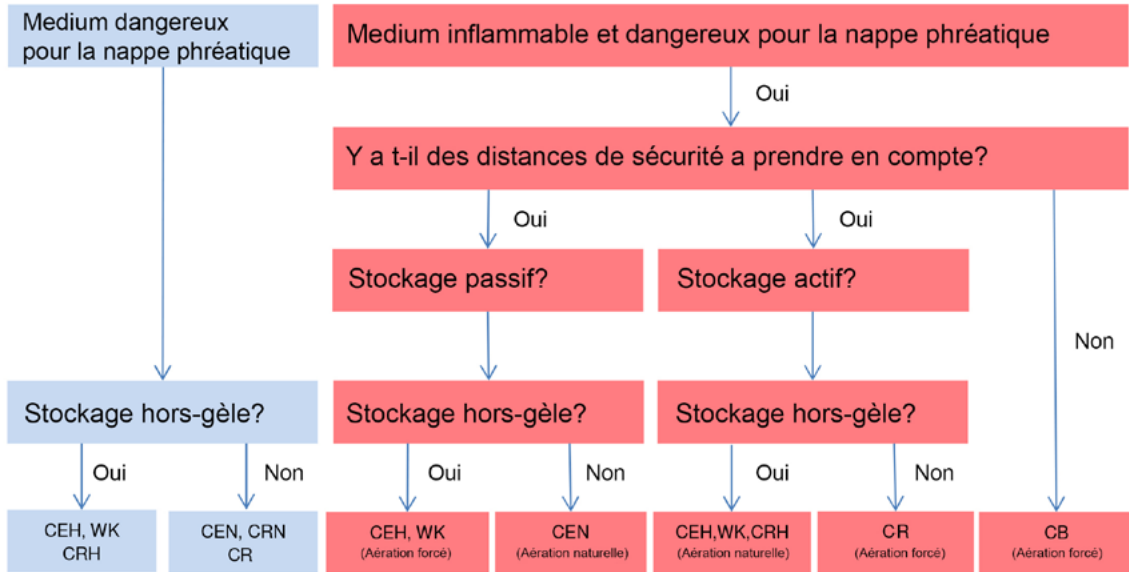 Medium dangereux
pour la nappe phréatique
Medium inflammable et dangereux pour la nappe phréatique
Oui
Y a t-il des distances de sécurité a prendre en compte?
Oui
Oui
Stockage passif?
Stockage actif?
Non
Stockage hors-gèle?
Stockage hors-gèle?
Stockage hors-gèle?
Oui
Non
Oui
Non
Oui
Non
CEH, WK
CRH
CEN, CRN
CR
CEH, WK
(Aération forcé)
CEN
(Aération naturelle)
CEH,WK,CRH
(Aération naturelle)
CR
(Aération forcé)
CB
(Aération forcé)